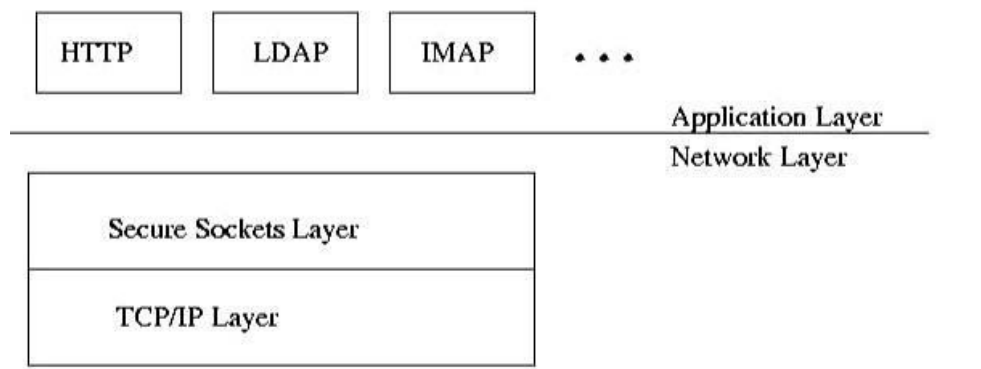 HTTP
LDAP
IMAP
...
Application Layer
Network Layer
Secure Sockets Layer
TCP/IP Layer